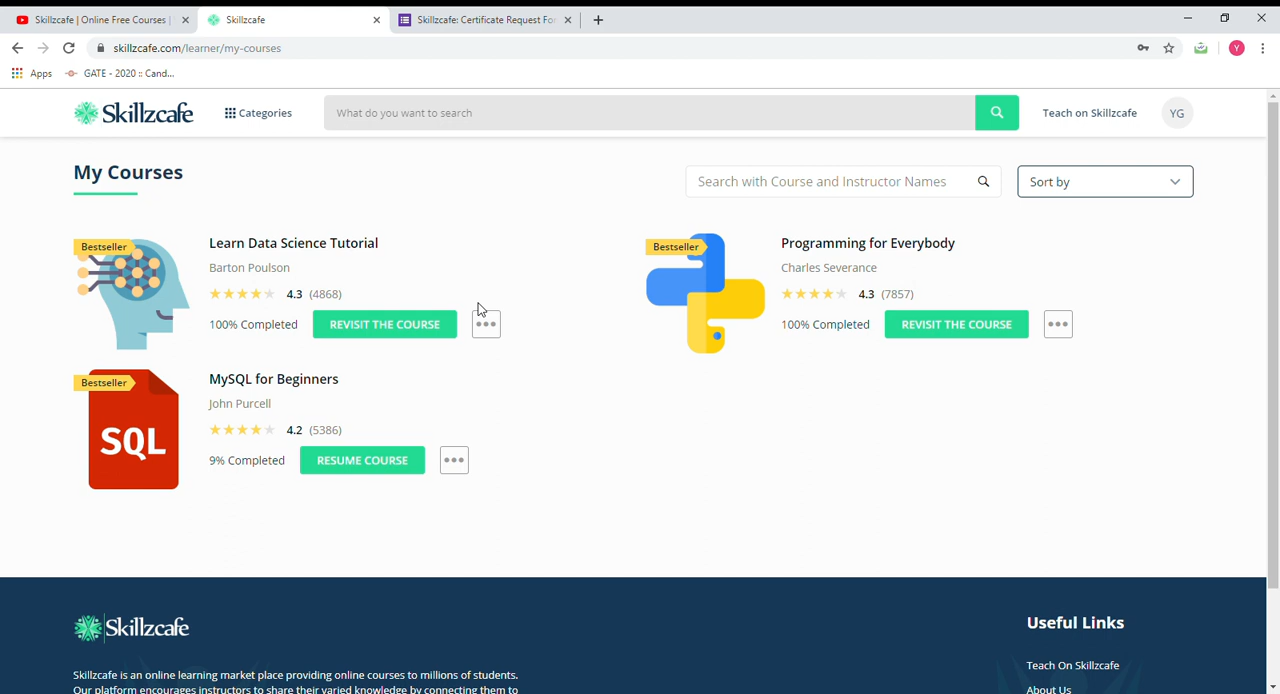 Skillzcafe | Online Free Courses |
Skillzcafe
Skillzcafe: Certificate Request For
skillzcafe.com/learner/my-courses
Y
Apps
GATE - 2020 :: Cand...
Skillzcafe
Categories
What do you want to search
Teach on Skillzcafe
YG
My Courses
Search with Course and Instructor Names
Sort by
Bestseller
Learn Data Science Tutorial
Barton Poulson
4.3 (4868)
100% Completed
REVISIT THE COURSE
Bestseller
Programming for Everybody
Charles Severance
4.3 (7857)
100% Completed
REVISIT THE COURSE
Bestseller
SQL
MySQL for Beginners
John Purcell
4.2 (5386)
9% Completed
RESUME COURSE
Skillzcafe
Skillzcafe is an online learning market place providing online courses to millions of students.
Our platform encourages instructors to share their varied knowledge by connecting them to
Useful Links
Teach On Skillzcafe
About Us